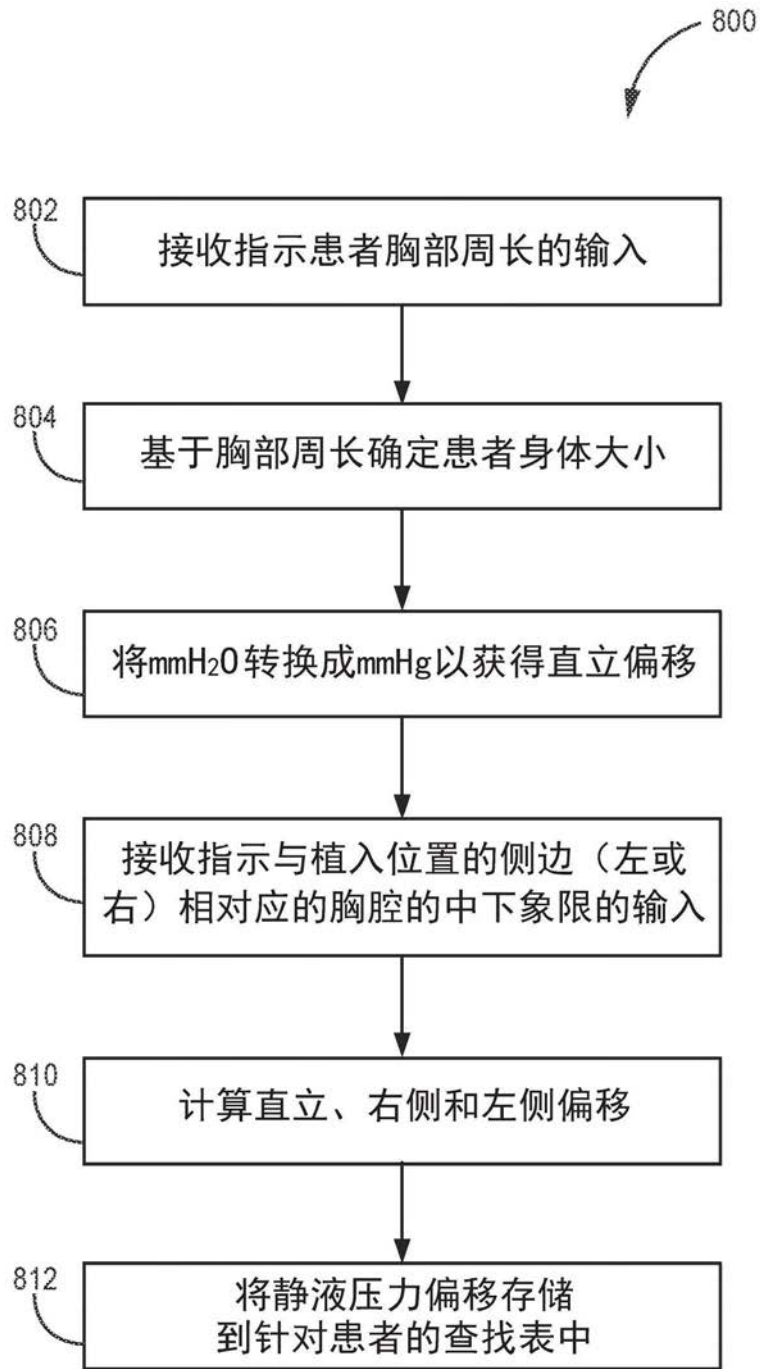 800
802
接收指示患者胸部周长的输入
804
基于胸部周长确定患者身体大小
806
将mmH₂O转换成mmHg以获得直立偏移
808
接收指示与植入位置的侧边（左或
右）相对应的胸腔的中下象限的输入
810
计算直立、右侧和左侧偏移
812
将静液压力偏移存储
到针对患者的查找表中